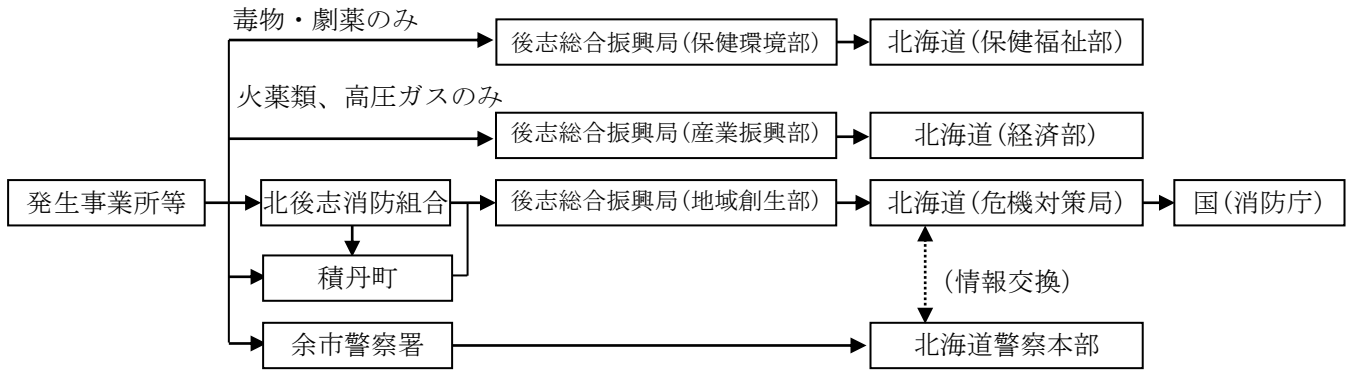 毒物・劇薬のみ
後志総合振興局(保健環境部)
北海道(保健福祉部)
火薬類、高圧ガスのみ
後志総合振興局(産業振興部)
北海道(経済部)
発生事業所等
北後志消防組合
後志総合振興局(地域創生部)
北海道(危機対策局)
国(消防庁)
積丹町
(情報交換)
余市警察署
北海道警察本部